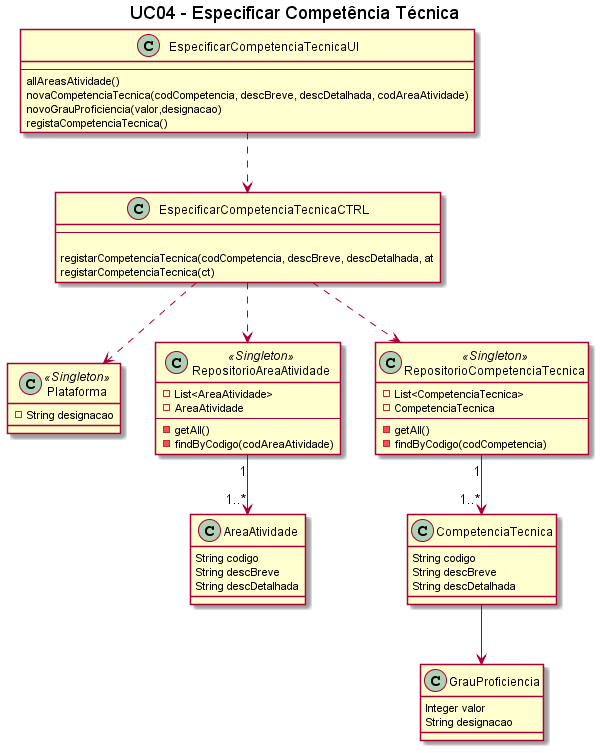 UC04 - Especificar Competência Técnica
C EspecificarCompetenciaTecnicaUI
allAreasAtividade()
novaCompetenciaTecnica(codCompetencia, descBreve, descDetalhada, codAreaAtividade)
novoGrauProficiencia(valor,designacao)
registaCompetenciaTecnica()
C EspecificarCompetenciaTecnicaCTRL
registarCompetenciaTecnica(codCompetencia, descBreve, descDetalhada, at
registarCompetenciaTecnica(ct)
C «Singleton»
Plataforma
String designacao
C «Singleton»
RepositorioAreaAtividade
List<AreaAtividade>
AreaAtividade
getAll()
findByCodigo(codAreaAtividade)
C «Singleton»
RepositorioCompetenciaTecnica
List<CompetenciaTecnica>
CompetenciaTecnica
getAll()
findByCodigo(codCompetencia)
1
1..*
1
1..*
C AreaAtividade
String codigo
String descBreve
String descDetalhada
C CompetenciaTecnica
String codigo
String descBreve
String descDetalhada
C GrauProficiencia
Integer valor
String designacao